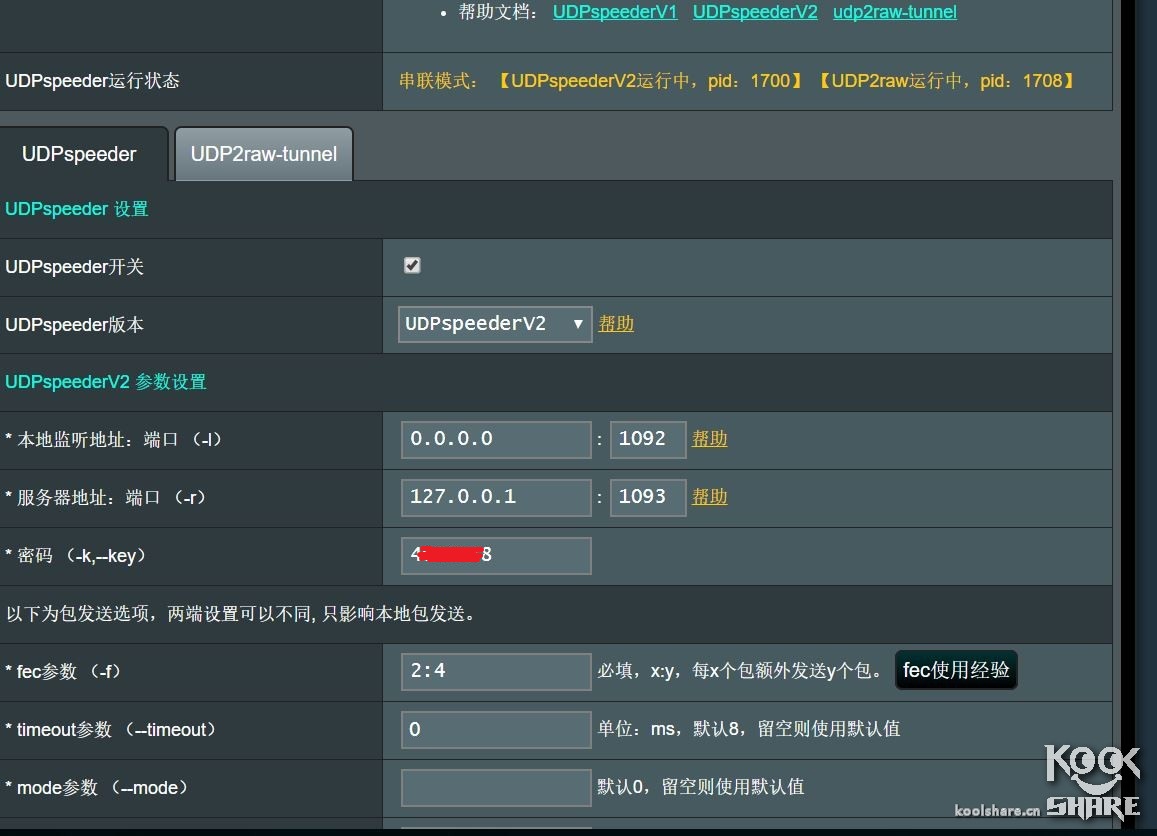 • 帮助文档： UDPspeederV1 UDPspeederV2 udp2raw-tunnel
UDPspeeder运行状态 串联模式： 【UDPspeederV2运行中，pid：1700】【UDP2raw运行中，pid：1708】
UDPspeeder UDP2raw-tunnel
UDPspeeder 设置
UDPspeeder开关
UDPspeeder版本 UDPspeederV2 ▼ 帮助
UDPspeederV2 参数设置
* 本地监听地址：端口 （-l） 0.0.0.0 : 1092 帮助
* 服务器地址：端口 （-r） 127.0.0.1 : 1093 帮助
* 密码 （-k,--key） 4 8
以下为包发送选项，两端设置可以不同, 只影响本地包发送。
* fec参数 （-f） 2:4 必填，x:y，每x个包额外发送y个包。 fec使用经验
* timeout参数 （--timeout） 0 单位：ms，默认8，留空则使用默认值
* mode参数 （--mode） 默认0，留空则使用默认值
koolshare.cn KOOL SHARE